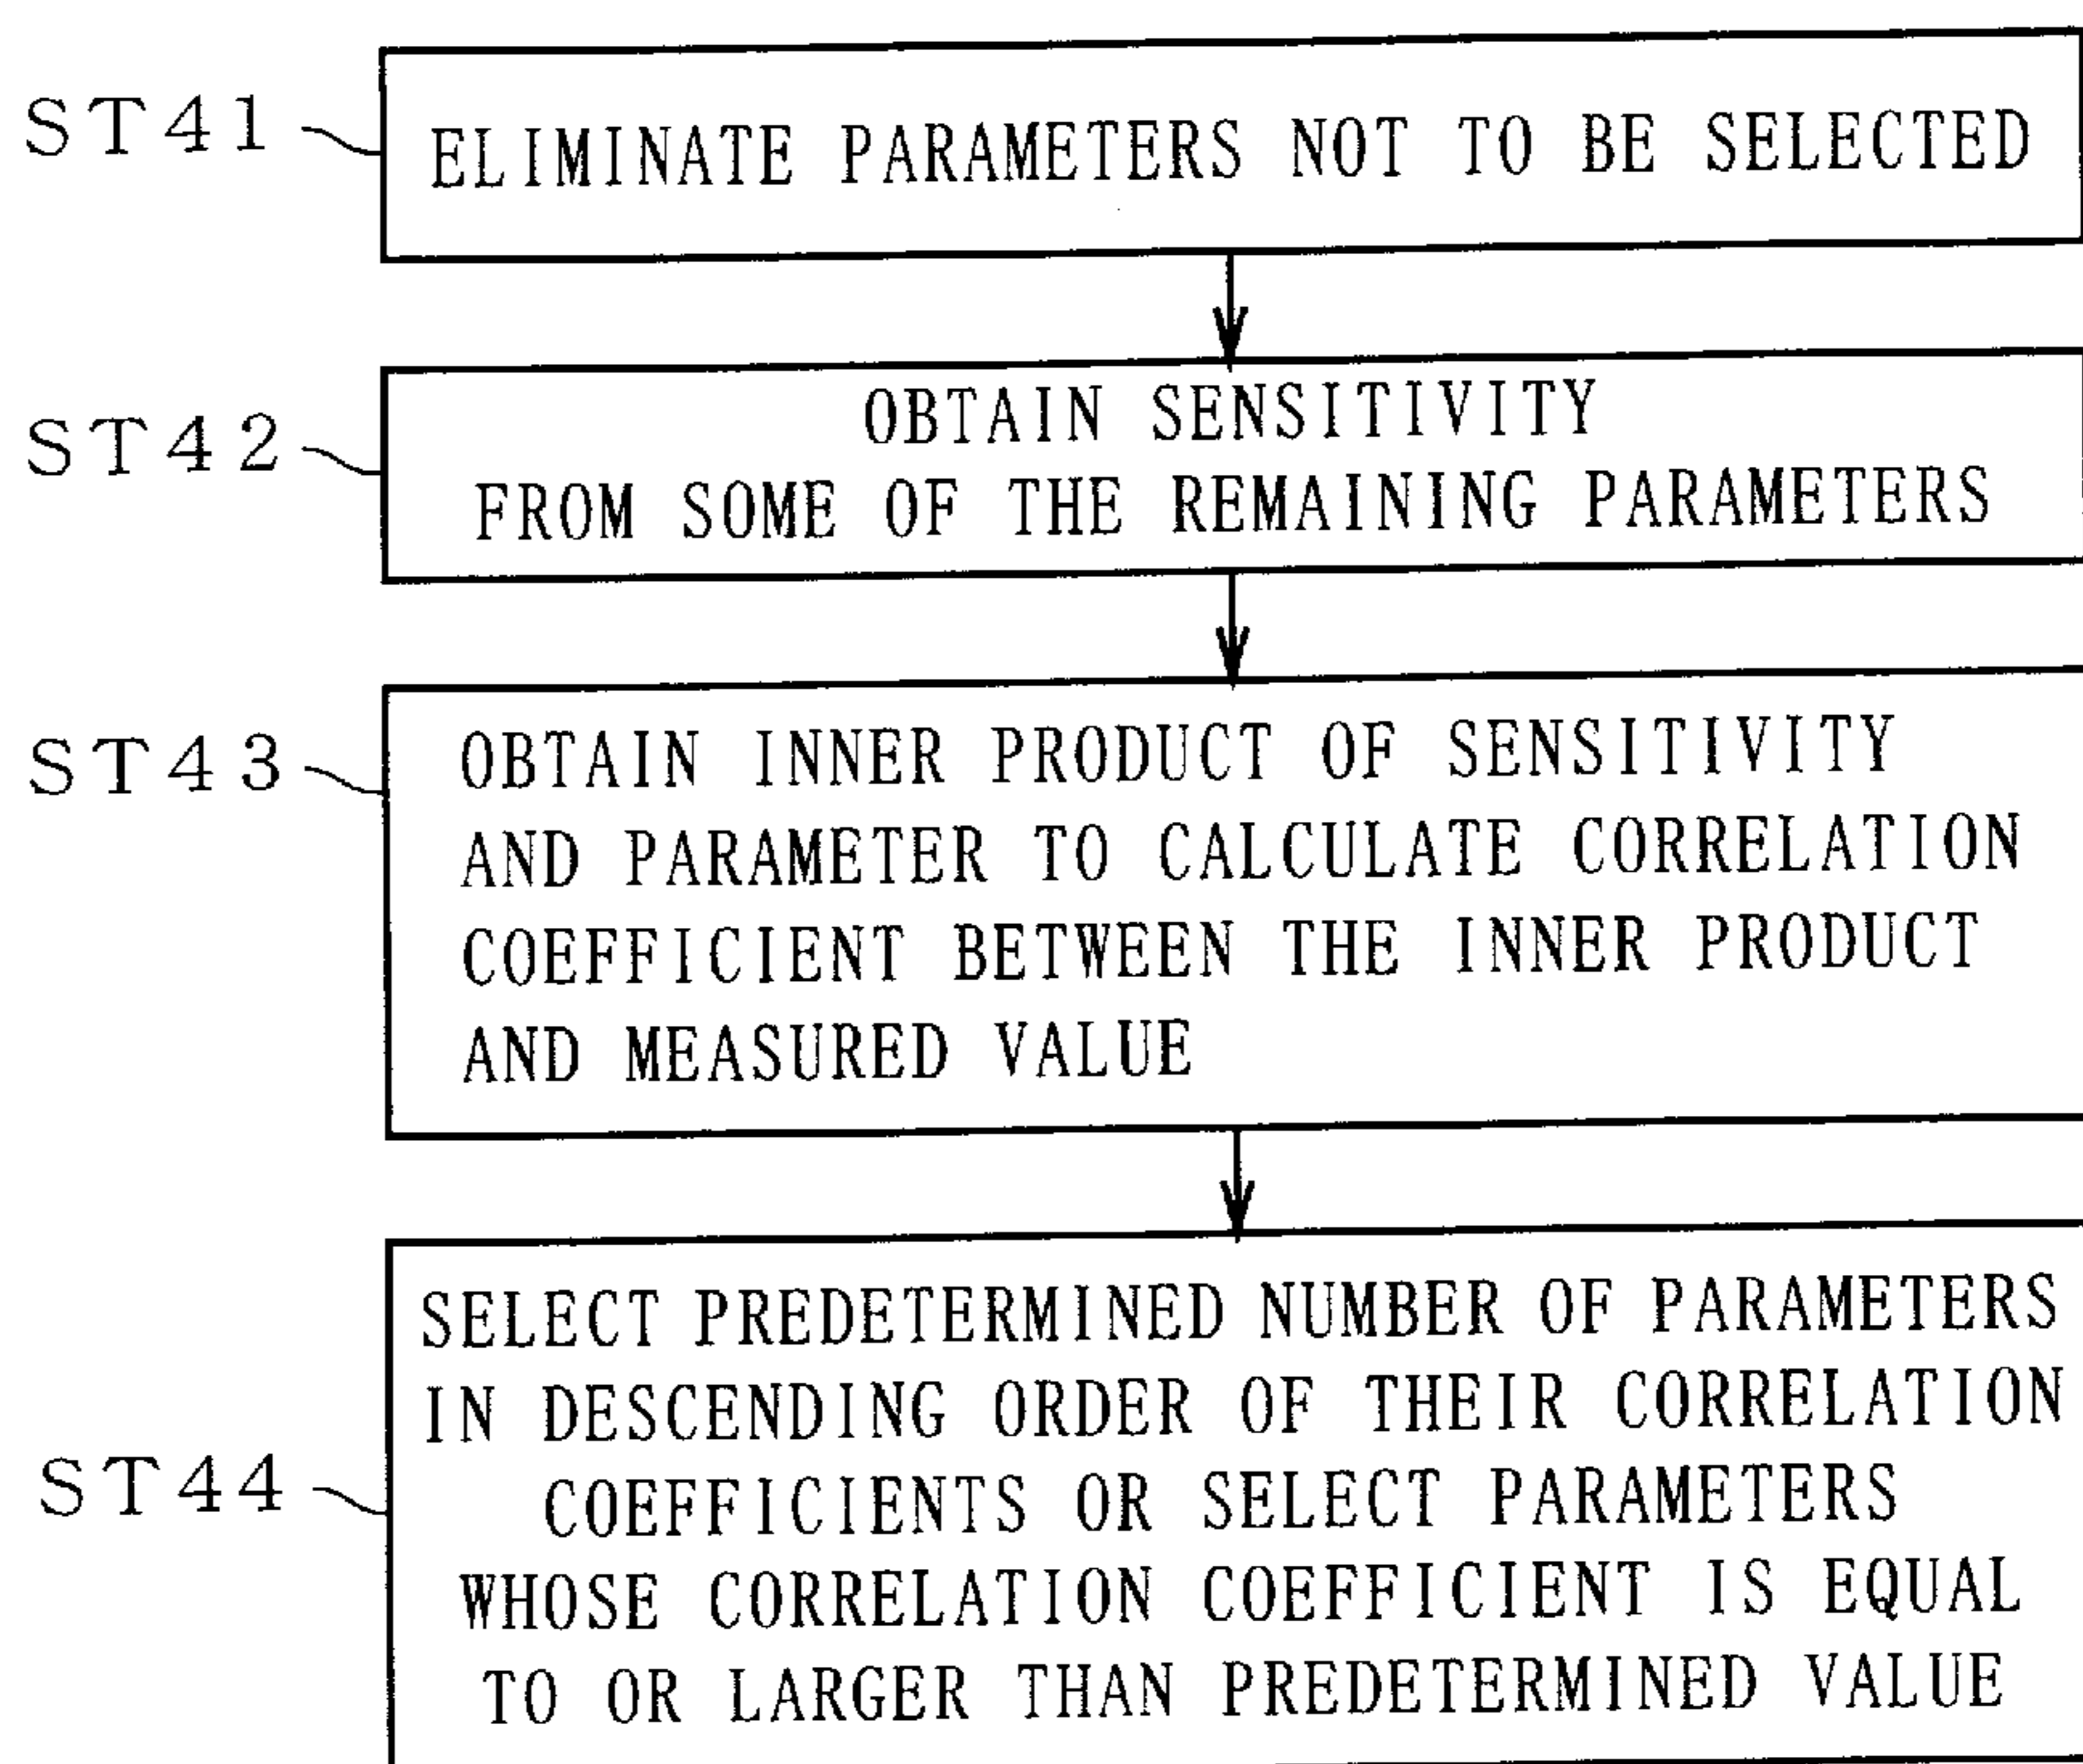 ST41
ELIMINATE PARAMETERS NOT TO BE SELECTED
ST42
OBTAIN SENSITIVITY
FROM SOME OF THE REMAINING PARAMETERS
ST43
OBTAIN INNER PRODUCT OF SENSITIVITY
AND PARAMETER TO CALCULATE CORRELATION
COEFFICIENT BETWEEN THE INNER PRODUCT
AND MEASURED VALUE
ST44
SELECT PREDETERMINED NUMBER OF PARAMETERS
IN DESCENDING ORDER OF THEIR CORRELATION
COEFFICIENTS OR SELECT PARAMETERS
WHOSE CORRELATION COEFFICIENT IS EQUAL
TO OR LARGER THAN PREDETERMINED VALUE